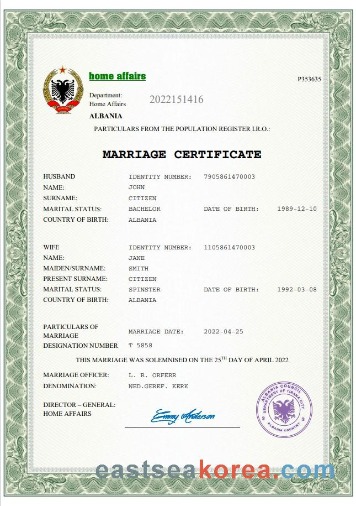 home affairs
P353635
Department:
Home Affairs
2022151416
ALBANIA
PARTICULARS FROM THE POPULATION REGISTER I.R.O.:
MARRIAGE CERTIFICATE
HUSBAND IDENTITY NUMBER: 7905861470003
NAME: JOHN
SURNAME: CITIZEN
MARITAL STATUS: BACHELOR DATE OF BIRTH: 1989-12-10
COUNTRY OF BIRTH: ALBANIA
WIFE IDENTITY NUMBER: 1105861470003
NAME: JANE
MAIDEN/SURNAME: SMITH
PRESENT SURNAME: CITIZEN
MARITAL STATUS: SPINSTER DATE OF BIRTH: 1992-03-08
COUNTRY OF BIRTH: ALBANIA
PARTICULARS OF
MARRIAGE MARRIAGE DATE: 2022-04-25
DESIGNATION NUMBER T 5858
THIS MARRIAGE WAS SOLEMNISED ON THE 25TH DAY OF APRIL 2022
MARRIAGE OFFICER: L. R. ORFERR
DENOMINATION: NED.GEREF. KERK
DIRECTOR – GENERAL:
HOME AFFAIRS
Emmy Anderson
eastseakorea.com